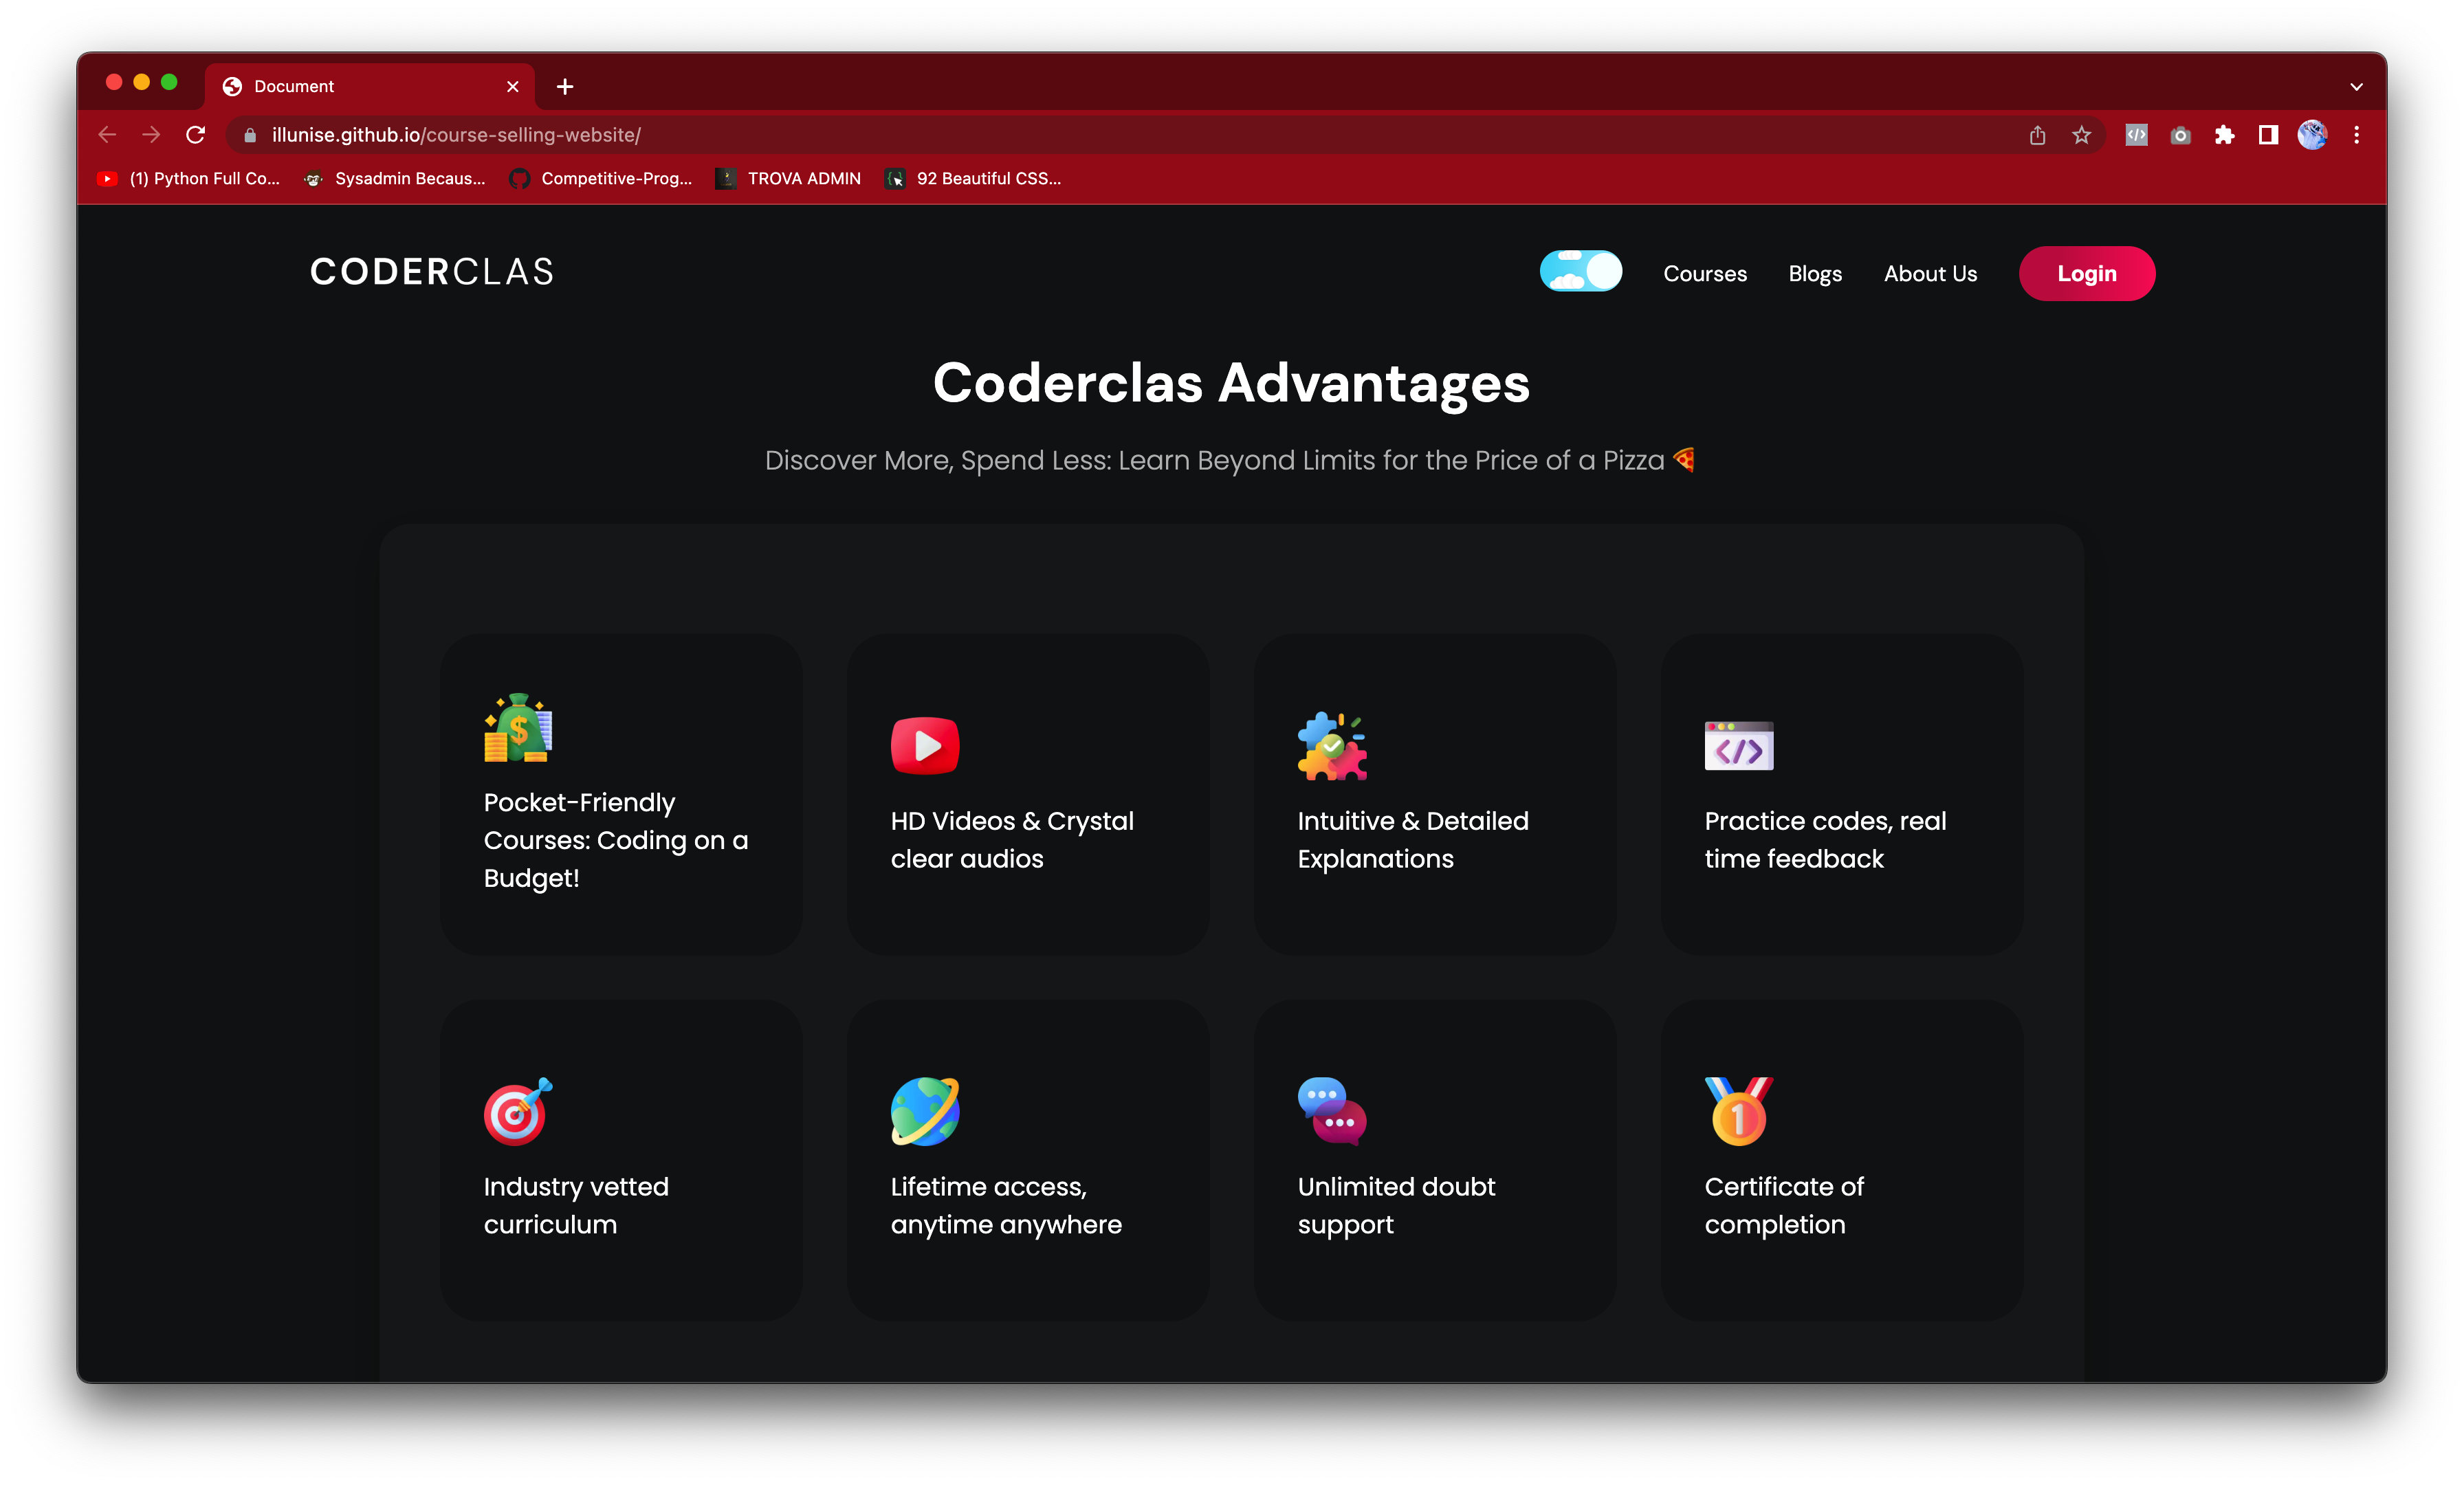 Document
illunise.github.io/course-selling-website/
(1) Python Full Co... Sysadmin Becaus... Competitive-Prog... TROVA ADMIN 92 Beautiful CSS...
CODERCLAS Courses Blogs About Us Login
Coderclas Advantages
Discover More, Spend Less: Learn Beyond Limits for the Price of a Pizza 🍕
$
Pocket-Friendly
Courses: Coding on a
Budget!
HD Videos & Crystal
clear audios
Intuitive & Detailed
Explanations
</>
Practice codes, real
time feedback
Industry vetted
curriculum
Lifetime access,
anytime anywhere
Unlimited doubt
support
1
Certificate of
completion